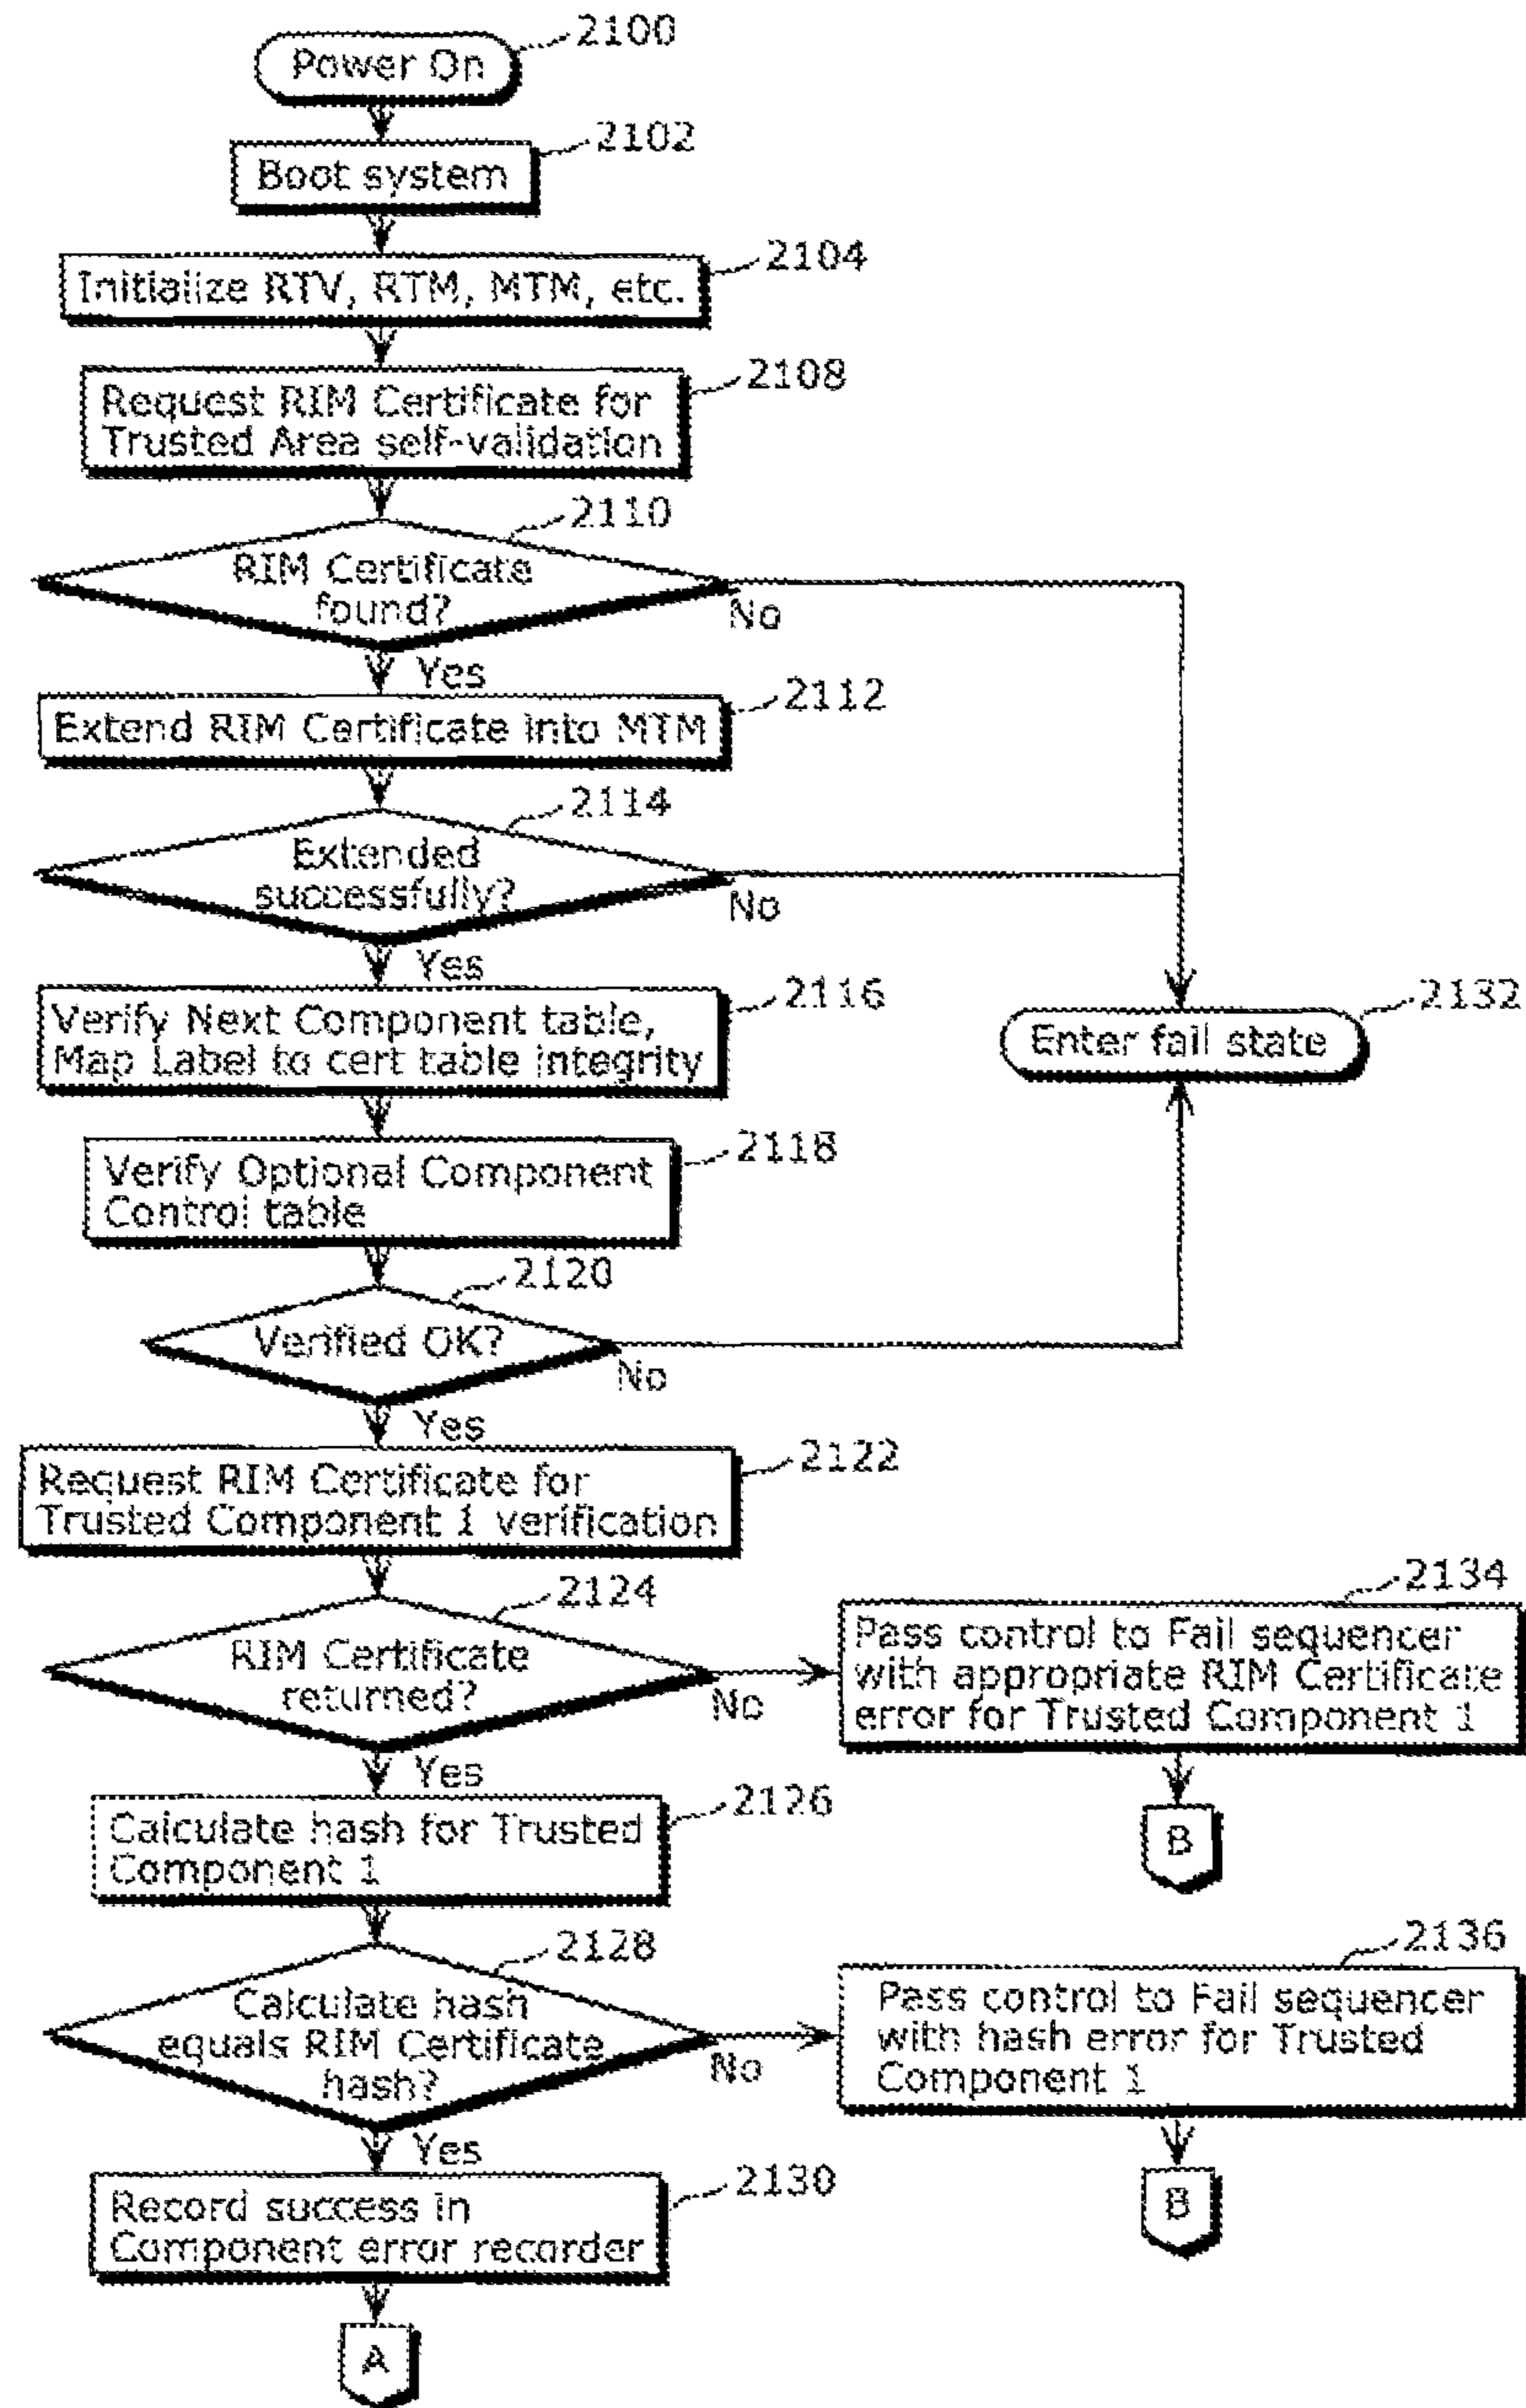 2100
Power On
2102
Boot system
2104
Initialize RTV, RTM, MTM, etc.
2108
Request RIM Certificate for
Trusted Area self-validation
2110
RIM Certificate
found?
No
Yes
2112
Extend RIM Certificate into MTM
2114
Extended
successfully?
No
Yes
2116
Verify Next Component table,
Map Label to cert table integrity
2132
Enter fail state
2118
Verify Optional Component
Control table
2120
Verified OK?
No
Yes
2122
Request RIM Certificate for
Trusted Component 1 verification
2124
RIM Certificate
returned?
No
Yes
2134
Pass control to Fail sequencer
with appropriate RIM Certificate
error for Trusted Component 1
B
2126
Calculate hash for Trusted
Component 1
2128
Calculate hash
equals RIM Certificate
hash?
No
Yes
2136
Pass control to Fail sequencer
with hash error for Trusted
Component 1
B
2130
Record success in
Component error recorder
A